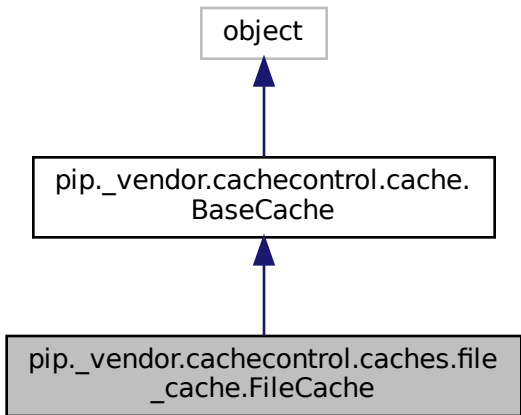 object
pip._vendor.cachecontrol.cache.
BaseCache
pip._vendor.cachecontrol.caches.file
_cache.FileCache